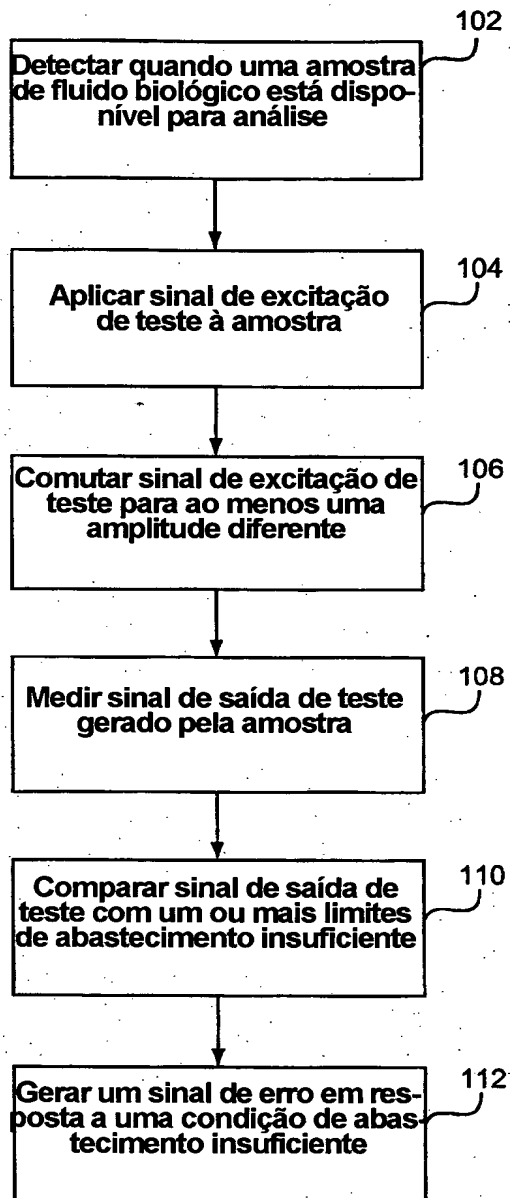 102
Detectar quando uma amostra
de fluido biológico está dispo-
nível para análise
104
Aplicar sinal de excitação
de teste à amostra
106
Comutar sinal de excitação de
teste para ao menos uma
amplitude diferente
108
Medir sinal de saída de teste
gerado pela amostra
110
Comparar sinal de saída de
teste com um ou mais limites
de abastecimento insuficiente
112
Gerar um sinal de erro em res-
posta a uma condição de abas-
tecimento insuficiente